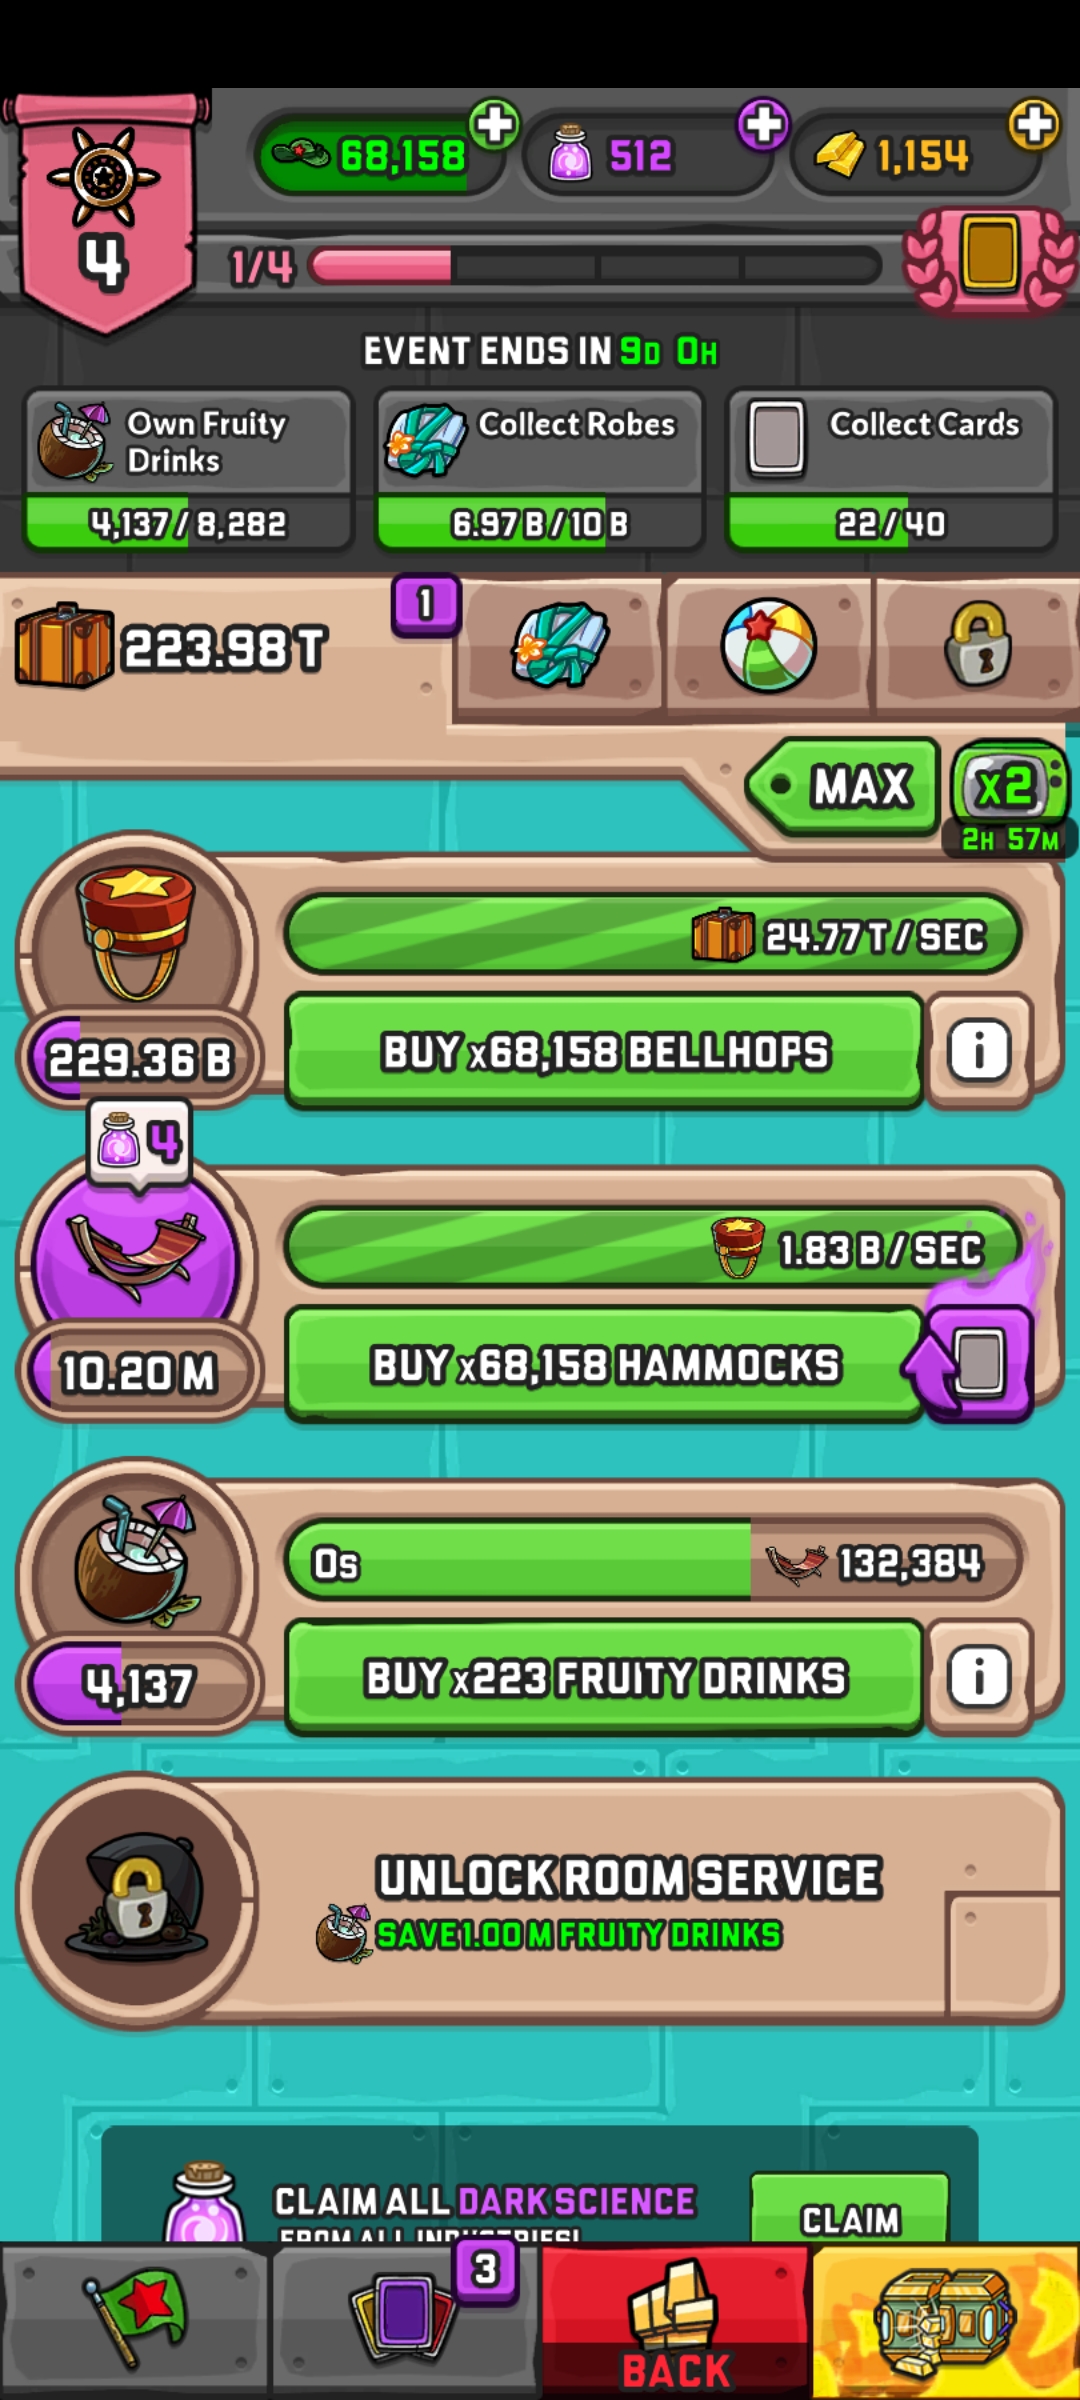 68,158
512
1,154
4
1/4
EVENT ENDS IN 9D 0H
Own Fruity
Drinks
4,137/8,282
Collect Robes
6.97 B/10 B
Collect Cards
22/40
223.98 T
1
MAX
x2
2H 57M
24.77 T/SEC
229.36 B
BUY x68,158 BELLHOPS
i
4
1.83 B/SEC
10.20 M
BUY x68,158 HAMMOCKS
0s
132,384
4,137
BUY x223 FRUITY DRINKS
i
UNLOCK ROOM SERVICE
SAVE 1.00 M FRUITY DRINKS
CLAIM ALL DARK SCIENCE
FROM ALL INDUSTRIES!
CLAIM
3
BACK